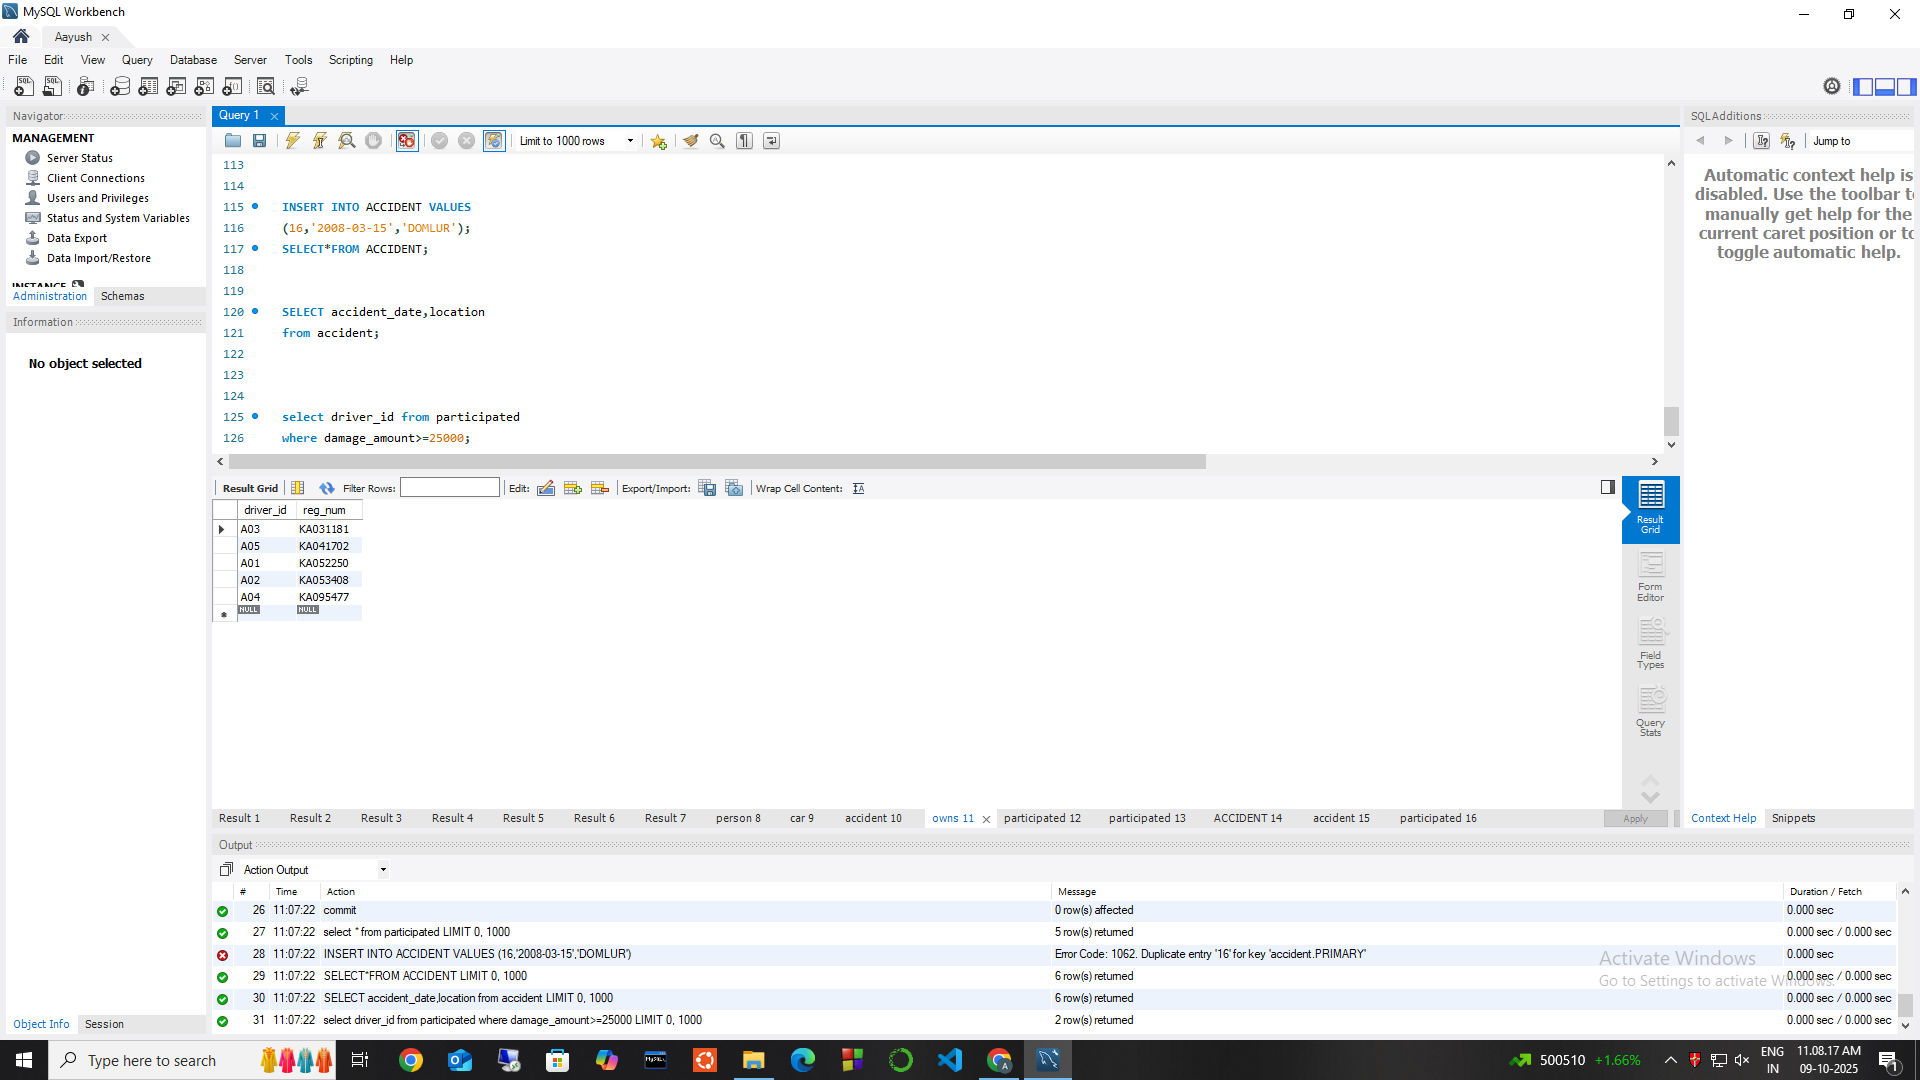 MySQL Workbench
Aayush
File Edit View Query Database Server Tools Scripting Help
Navigator
MANAGEMENT
Server Status
Client Connections
Users and Privileges
Status and System Variables
Data Export
Data Import/Restore
INSTANCE
Administration Schemas
Information
No object selected
Object Info Session
Query 1
Limit to 1000 rows
113
114
115 INSERT INTO ACCIDENT VALUES
116 (16,'2008-03-15','DOMLUR');
117 SELECT*FROM ACCIDENT;
118
119
120 SELECT accident_date,location
121 from accident;
122
123
124
125 select driver_id from participated
126 where damage_amount>=25000;
Result Grid Filter Rows: Edit: Export/Import: Wrap Cell Content:
driver_id reg_num
A03 KA031181
A05 KA041702
A01 KA052250
A02 KA053408
A04 KA095477
NULL NULL
Result Grid
Form Editor
Field Types
Query Stats
Result 1 Result 2 Result 3 Result 4 Result 5 Result 6 Result 7 person 8 car 9 accident 10 owns 11 participated 12 participated 13 ACCIDENT 14 accident 15 participated 16
Apply
SQLAdditions
Jump to
Automatic context help is
disabled. Use the toolbar to
manually get help for the
current caret position or to
toggle automatic help.
Context Help Snippets
Output
Action Output
# Time Action Message Duration / Fetch
26 11:07:22 commit 0 row(s) affected 0.000 sec
27 11:07:22 select * from participated LIMIT 0, 1000 5 row(s) returned 0.000 sec / 0.000 sec
28 11:07:22 INSERT INTO ACCIDENT VALUES (16,'2008-03-15','DOMLUR') Error Code: 1062. Duplicate entry '16' for key 'accident.PRIMARY' 0.000 sec
29 11:07:22 SELECT*FROM ACCIDENT LIMIT 0, 1000 6 row(s) returned 0.000 sec / 0.000 sec
30 11:07:22 SELECT accident_date,location from accident LIMIT 0, 1000 6 row(s) returned 0.000 sec / 0.000 sec
31 11:07:22 select driver_id from participated where damage_amount>=25000 LIMIT 0, 1000 2 row(s) returned 0.000 sec / 0.000 sec
Activate Windows
Go to Settings to activate Windows.
Type here to search
500510 +1.66%
ENG
IN
11.08.17 AM
09-10-2025
1